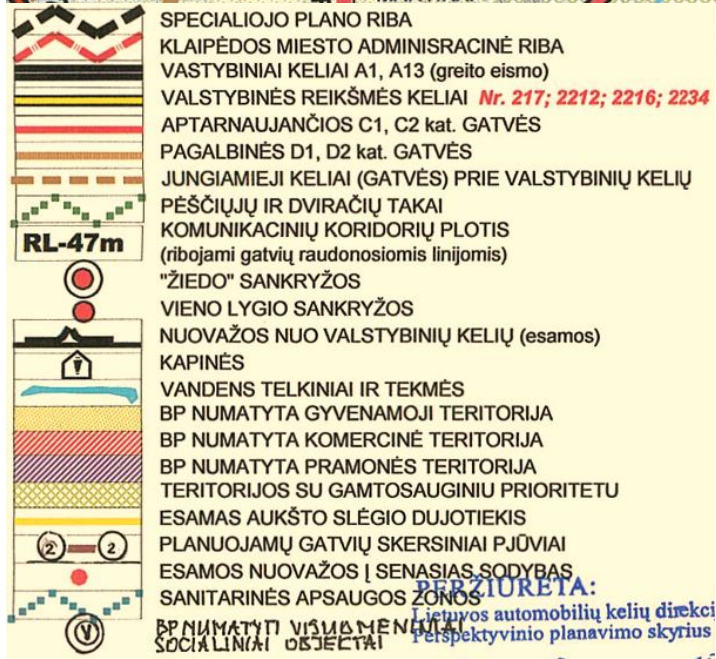 SPECIALIOJO PLANO RIBA
KLAIPĖDOS MIESTO ADMINISRACINĖ RIBA
VASTYBINIAI KELIAI A1, A13 (greito eismo)
VALSTYBINĖS REIKŠMĖS KELIAI Nr. 217; 2212; 2216; 2234
APTARNAUJANČIOS C1, C2 kat. GATVĖS
PAGALBINĖS D1, D2 kat. GATVĖS
JUNGIAMIEJI KELIAI (GATVĖS) PRIE VALSTYBINIŲ KELIŲ
PĖŠČIŲJŲ IR DVIRAČIŲ TAKAI
RL-47m KOMUNIKACINIŲ KORIDORIŲ PLOTIS
(ribojami gatvių raudonosiomis linijomis)
"ŽIEDO" SANKRYŽOS
VIENO LYGIO SANKRYŽOS
NUOVAŽOS NUO VALSTYBINIŲ KELIŲ (esamos)
KAPINĖS
VANDENS TELKINIAI IR TEKMĖS
BP NUMATYTA GYVENAMOJI TERITORIJA
BP NUMATYTA KOMERCINĖ TERITORIJA
BP NUMATYTA PRAMONĖS TERITORIJA
TERITORIJOS SU GAMTOSAUGINIU PRIORITETU
ESAMAS AUKŠTO SLĖGIO DUJOTIEKIS
2 2 PLANUOJAMŲ GATVIŲ SKERSINIAI PJŪVIAI
ESAMOS NUOVAŽOS Į SENASIAS SODYBAS
PERŽIŪRĖTA:
SANITARINĖS APSAUGOS ZONOS
Lietuvos automobilių kelių direkcij
V BP NUMATYTI VISUOMENINIAI
Perspektyvinio planavimo skyrius
SOCIALINIAI OBJEKTAI